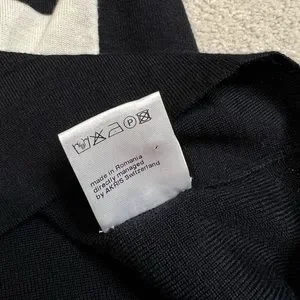 P
made in Romania
directly managed
by AKRIS Switzerland